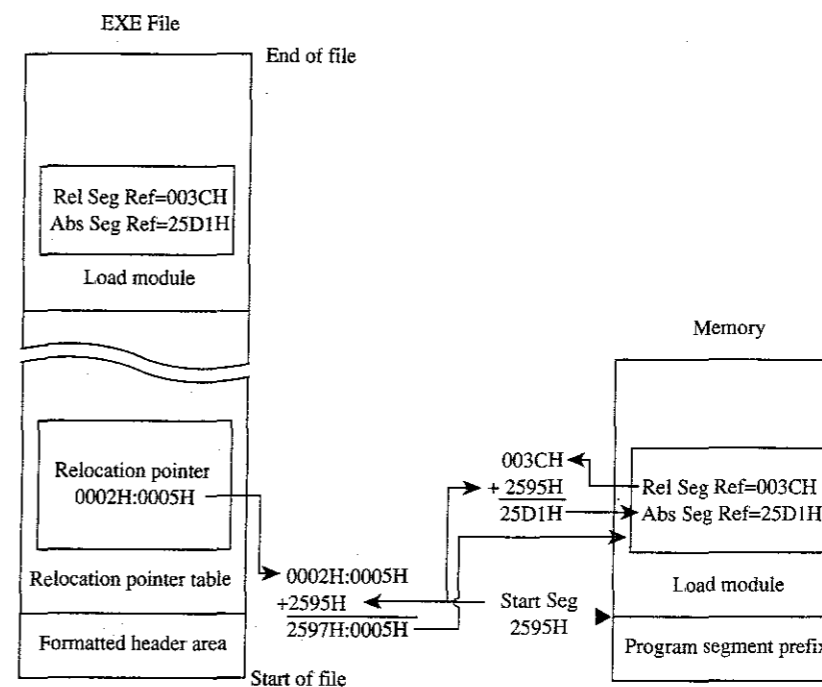 EXE File
End of file
Rel Seg Ref=003CH
Abs Seg Ref=25D1H
Load module
Relocation pointer
0002H:0005H
Relocation pointer table
Formatted header area
Start of file
0002H:0005H
+2595H
2597H:0005H
Start Seg
2595H
003CH
+ 2595H
25D1H
Memory
Rel Seg Ref=003CH
Abs Seg Ref=25D1H
Load module
Program segment prefix